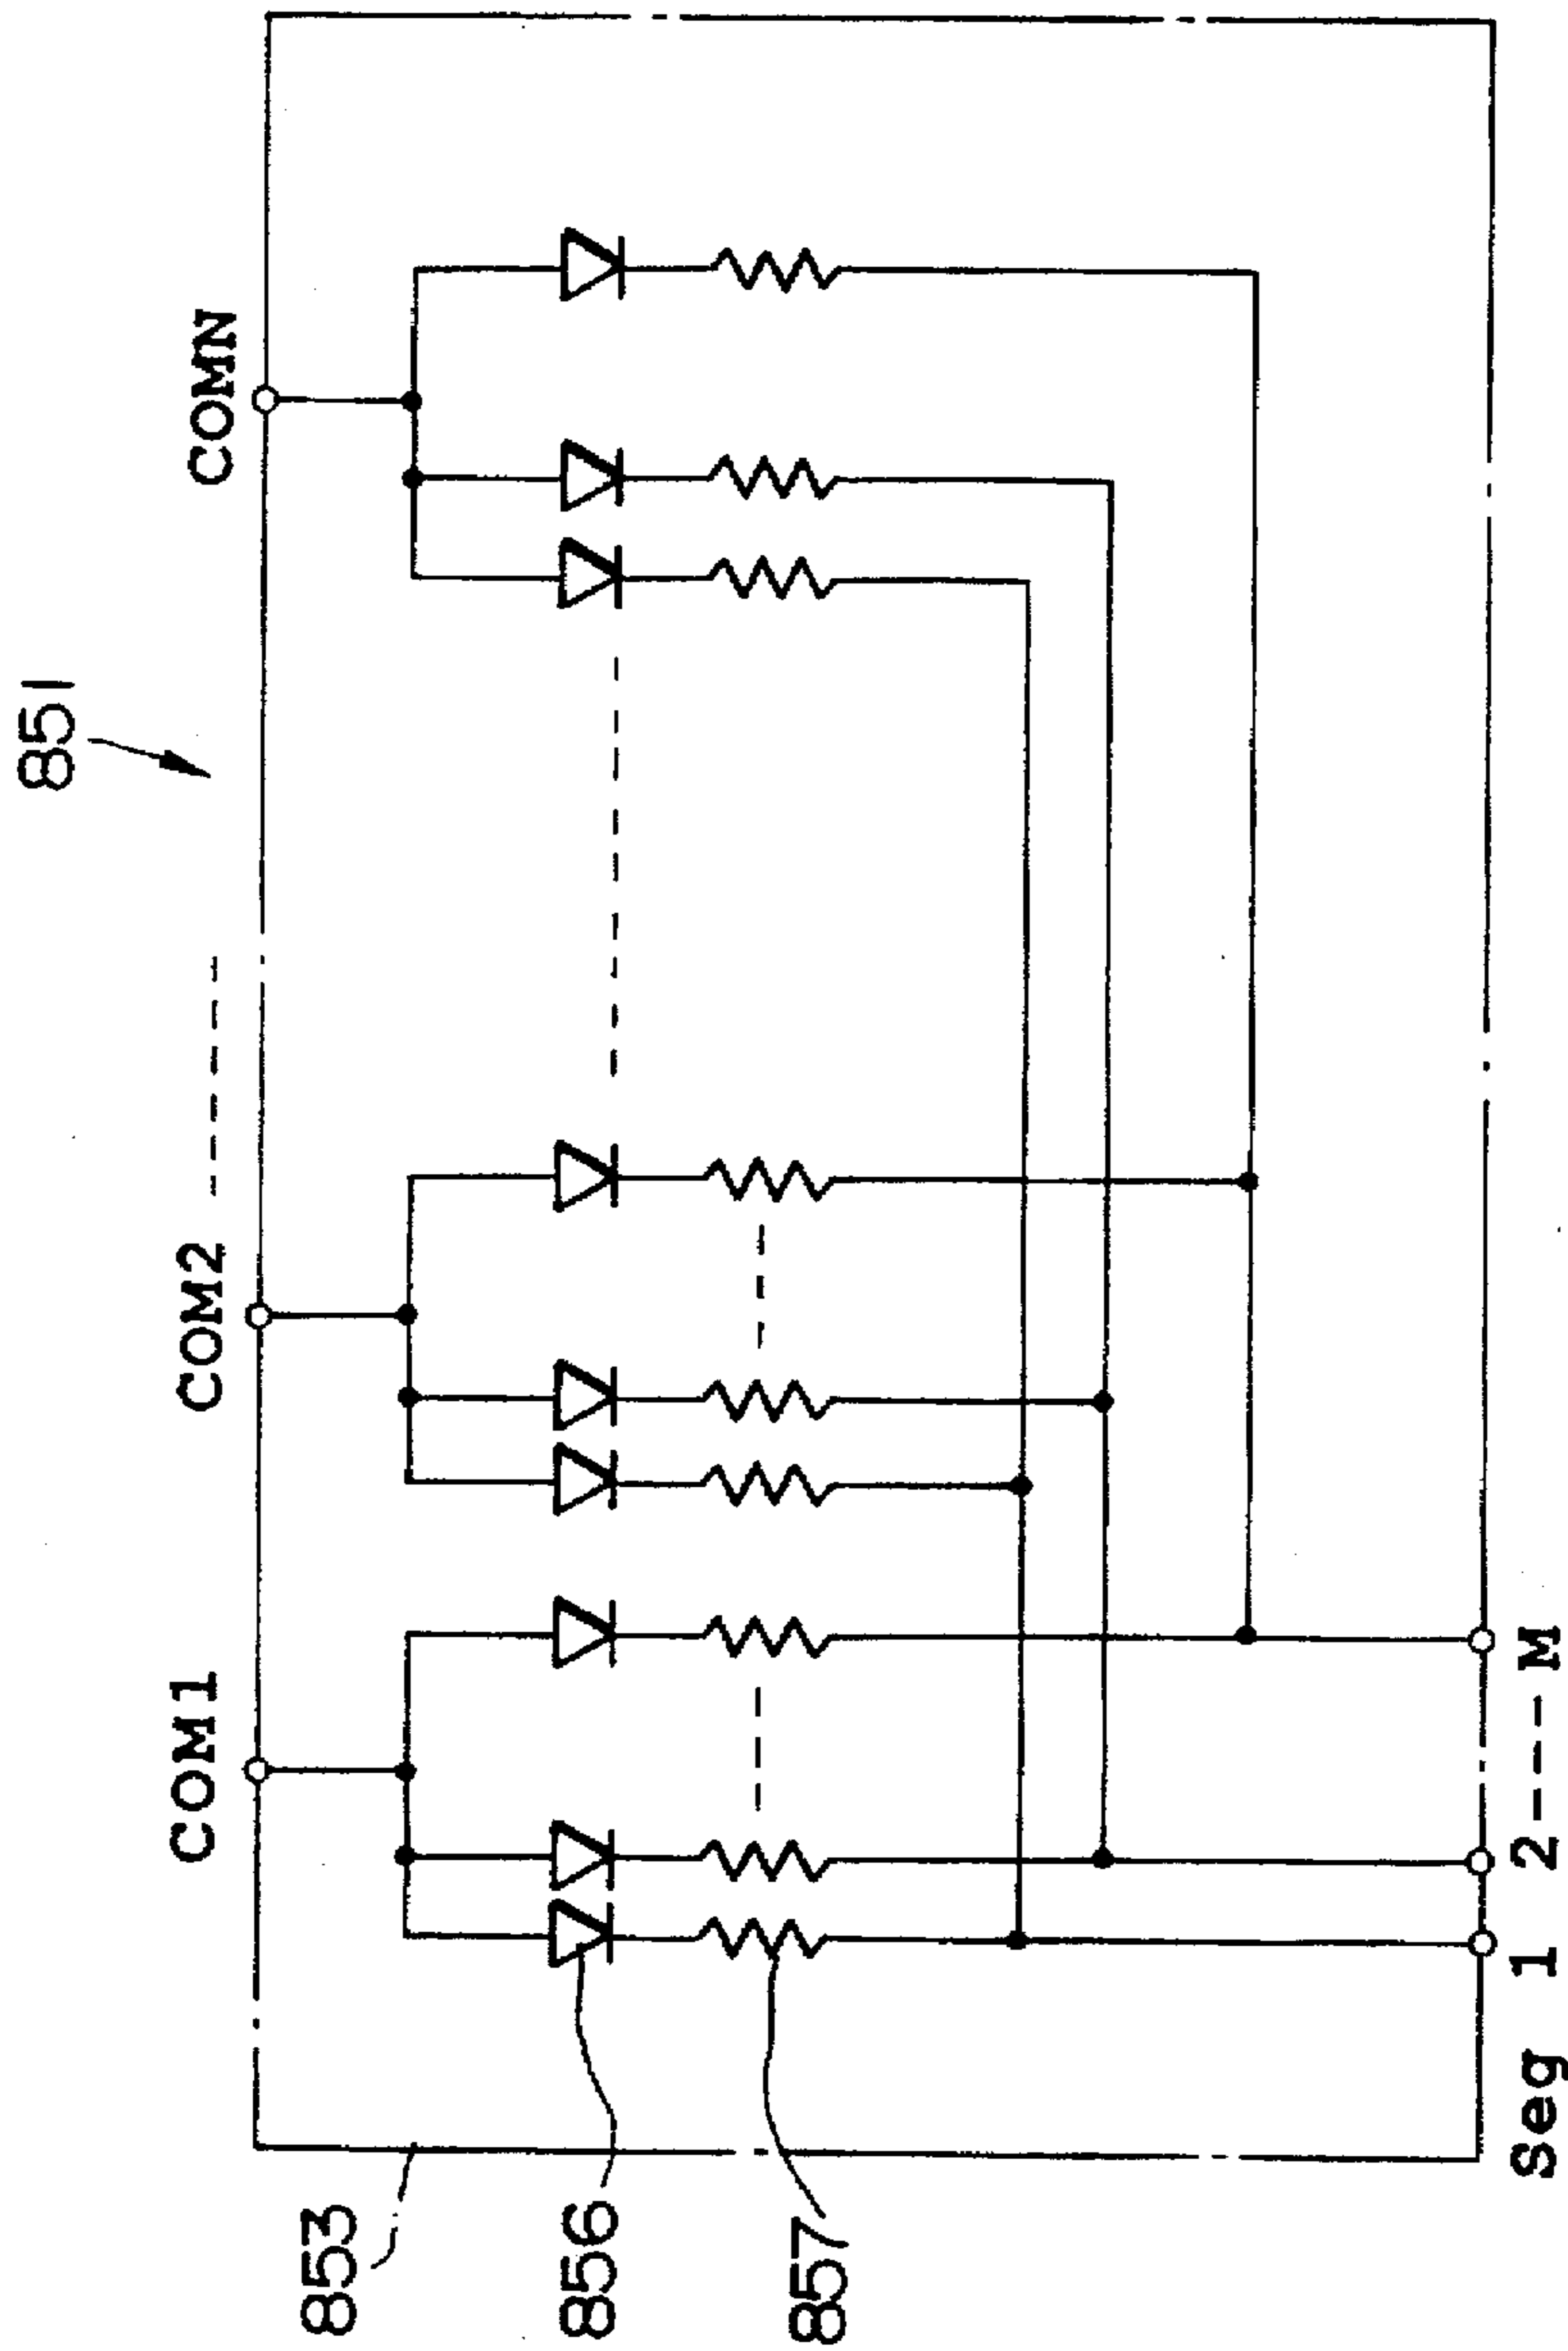 851
COM1 COM2 ------ COMN
853
856
857
Seg 1 2----M